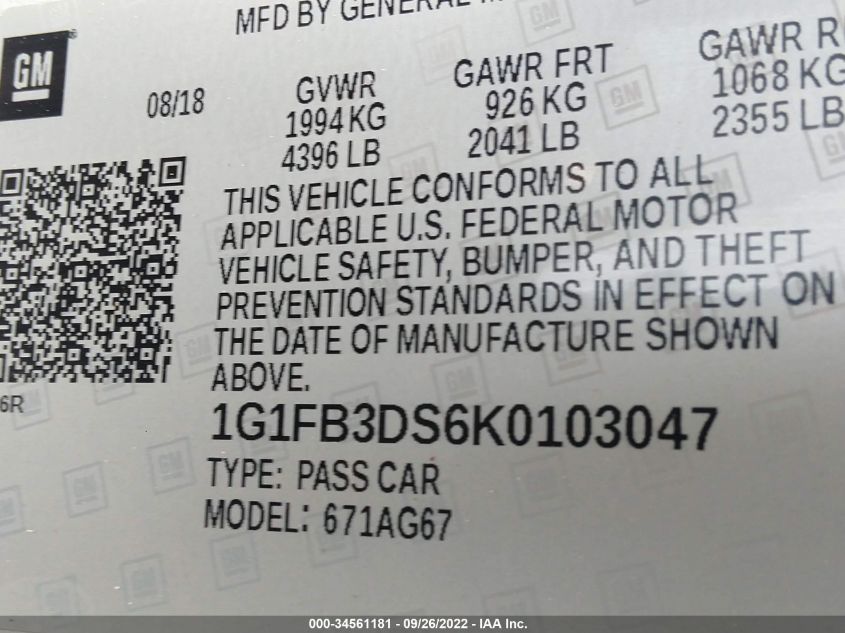 MFD BY GENERAL
GM
08/18
GVWR
1994 KG
4396 LB
GAWR FRT
926 KG
2041 LB
GAWR R
1068 KG
2355 LB
THIS VEHICLE CONFORMS TO ALL
APPLICABLE U.S. FEDERAL MOTOR
VEHICLE SAFETY, BUMPER, AND THEFT
PREVENTION STANDARDS IN EFFECT ON
THE DATE OF MANUFACTURE SHOWN
ABOVE.
6R
1G1FB3DS6K0103047
TYPE: PASS CAR
MODEL: 671AG67
000-34561181 - 09/26/2022 - IAA Inc.